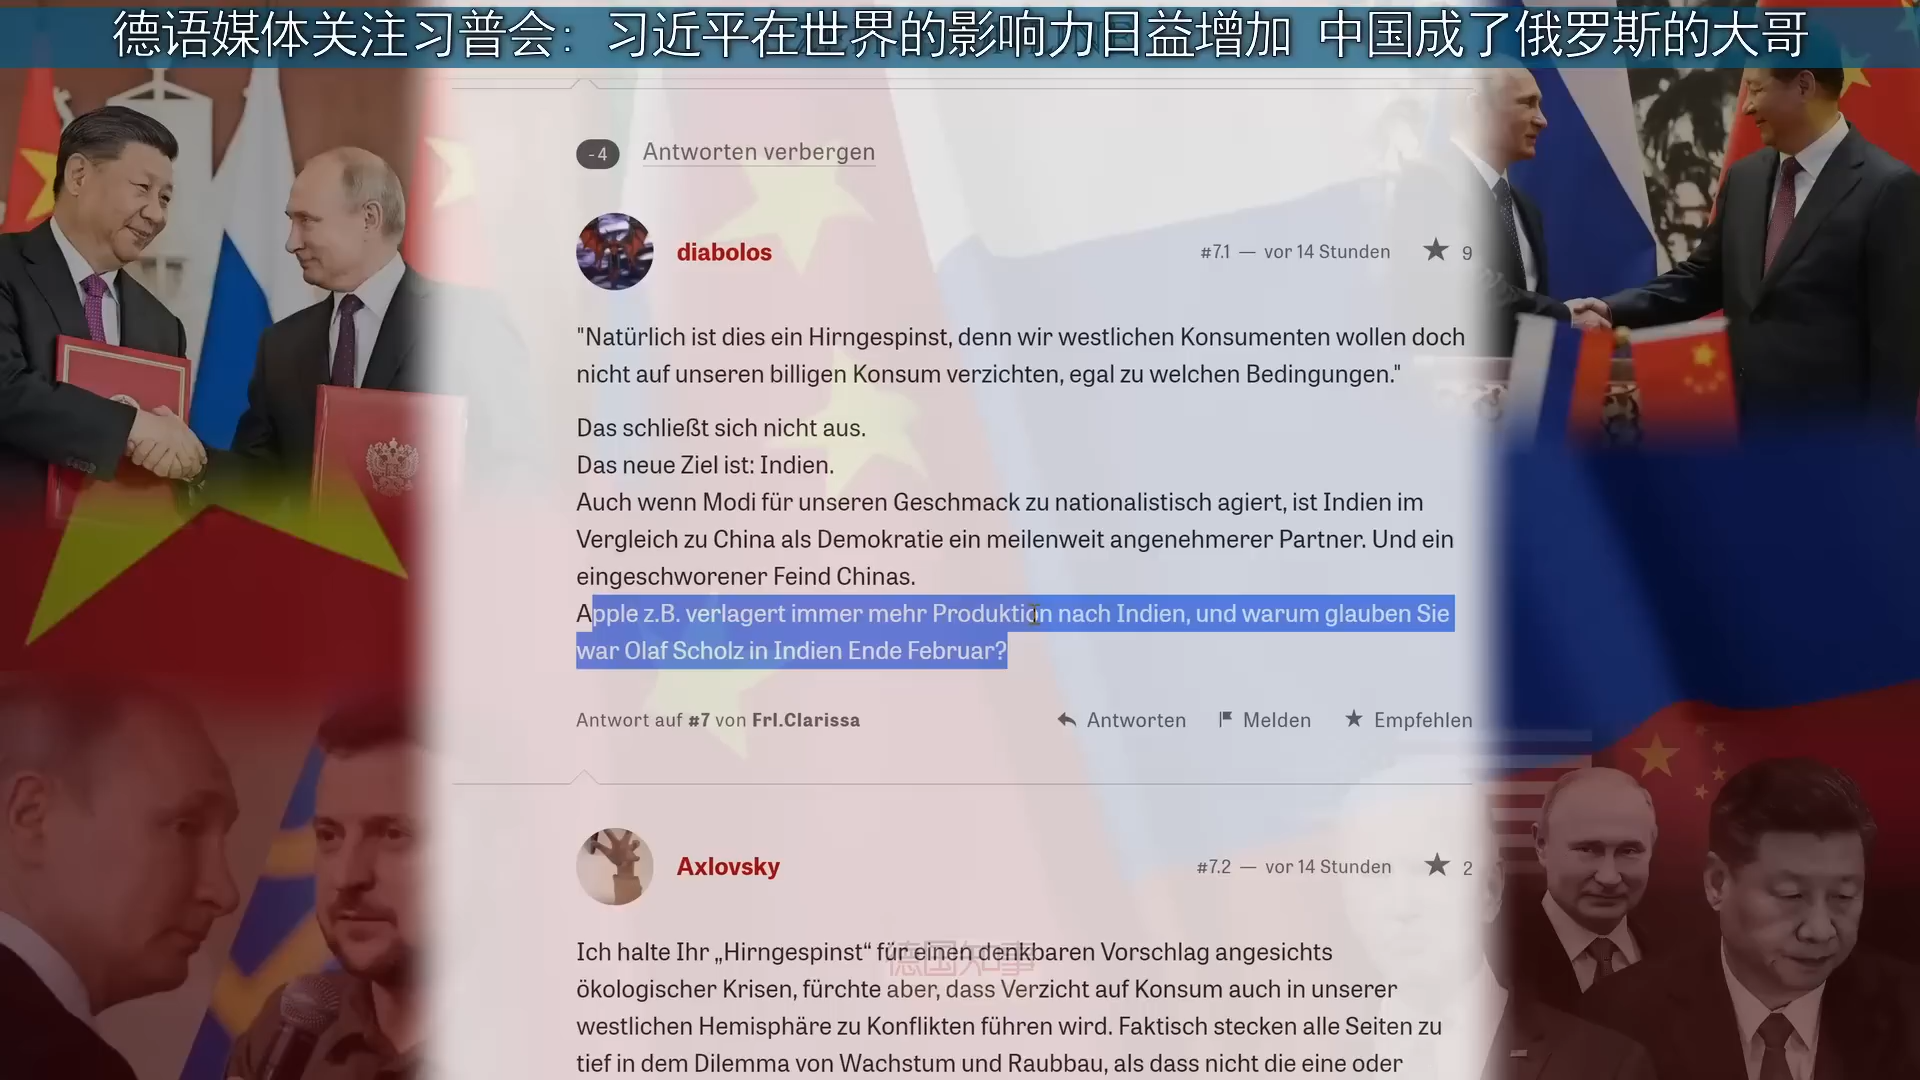 德语媒体关注习普会：习近平在世界的影响力日益增加 中国成了俄罗斯的大哥
-4 Antworten verbergen
diabolos #7.1 — vor 14 Stunden ★ 9
"Natürlich ist dies ein Hirngespinst, denn wir westlichen Konsumenten wollen doch
nicht auf unseren billigen Konsum verzichten, egal zu welchen Bedingungen."
Das schließt sich nicht aus.
Das neue Ziel ist: Indien.
Auch wenn Modi für unseren Geschmack zu nationalistisch agiert, ist Indien im
Vergleich zu China als Demokratie ein meilenweit angenehmerer Partner. Und ein
eingeschworener Feind Chinas.
Apple z.B. verlagert immer mehr Produktion nach Indien, und warum glauben Sie
war Olaf Scholz in Indien Ende Februar?
Antwort auf #7 von Frl.Clarissa Antworten Melden ★ Empfehlen
Axlovsky #7.2 — vor 14 Stunden ★ 2
Ich halte Ihr „Hirngespinst“ für einen denkbaren Vorschlag angesichts
德国知事
ökologischer Krisen, fürchte aber, dass Verzicht auf Konsum auch in unserer
westlichen Hemisphäre zu Konflikten führen wird. Faktisch stecken alle Seiten zu
tief in dem Dilemma von Wachstum und Raubbau, als dass nicht die eine oder